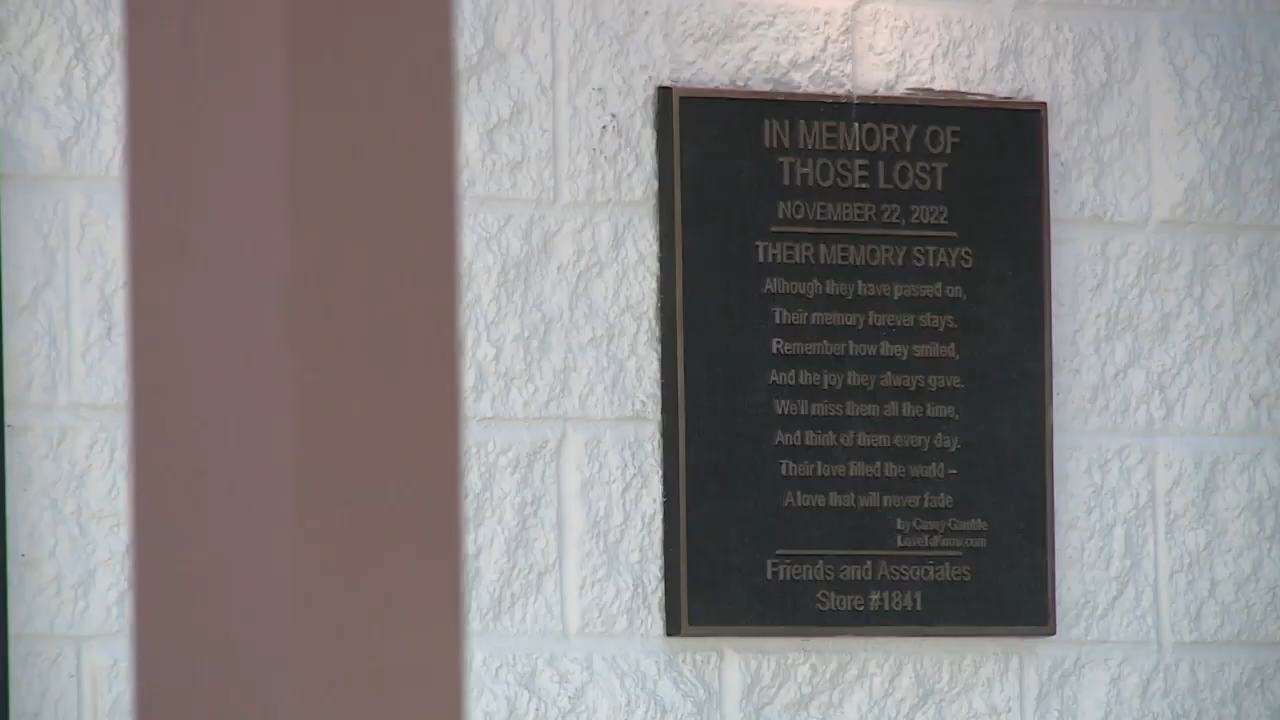 IN MEMORY OF
THOSE LOST
NOVEMBER 22, 2022
THEIR MEMORY STAYS
Although they have passed on,
Their memory forever stays.
Remember how they smiled,
And the joy they always gave.
We'll miss them all the time,
And think of them every day.
Their love filled the world –
A love that will never fade
by Casey Gamble
LoveToKnow.com
Friends and Associates
Store #1841